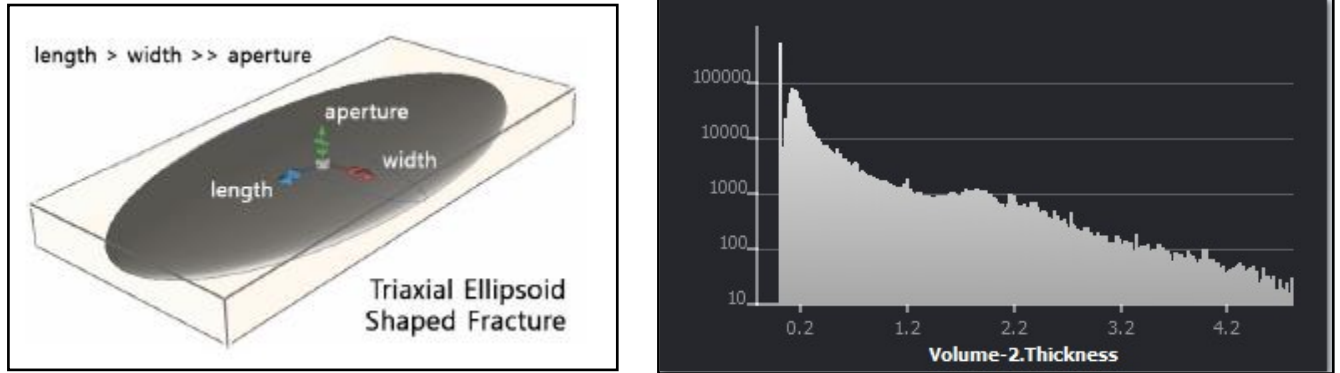 length > width >> aperture
aperture
width
length
Triaxial Ellipsoid
Shaped Fracture
100000
10000
1000
100
10
0.2 1.2 2.2 3.2 4.2
Volume-2.Thickness